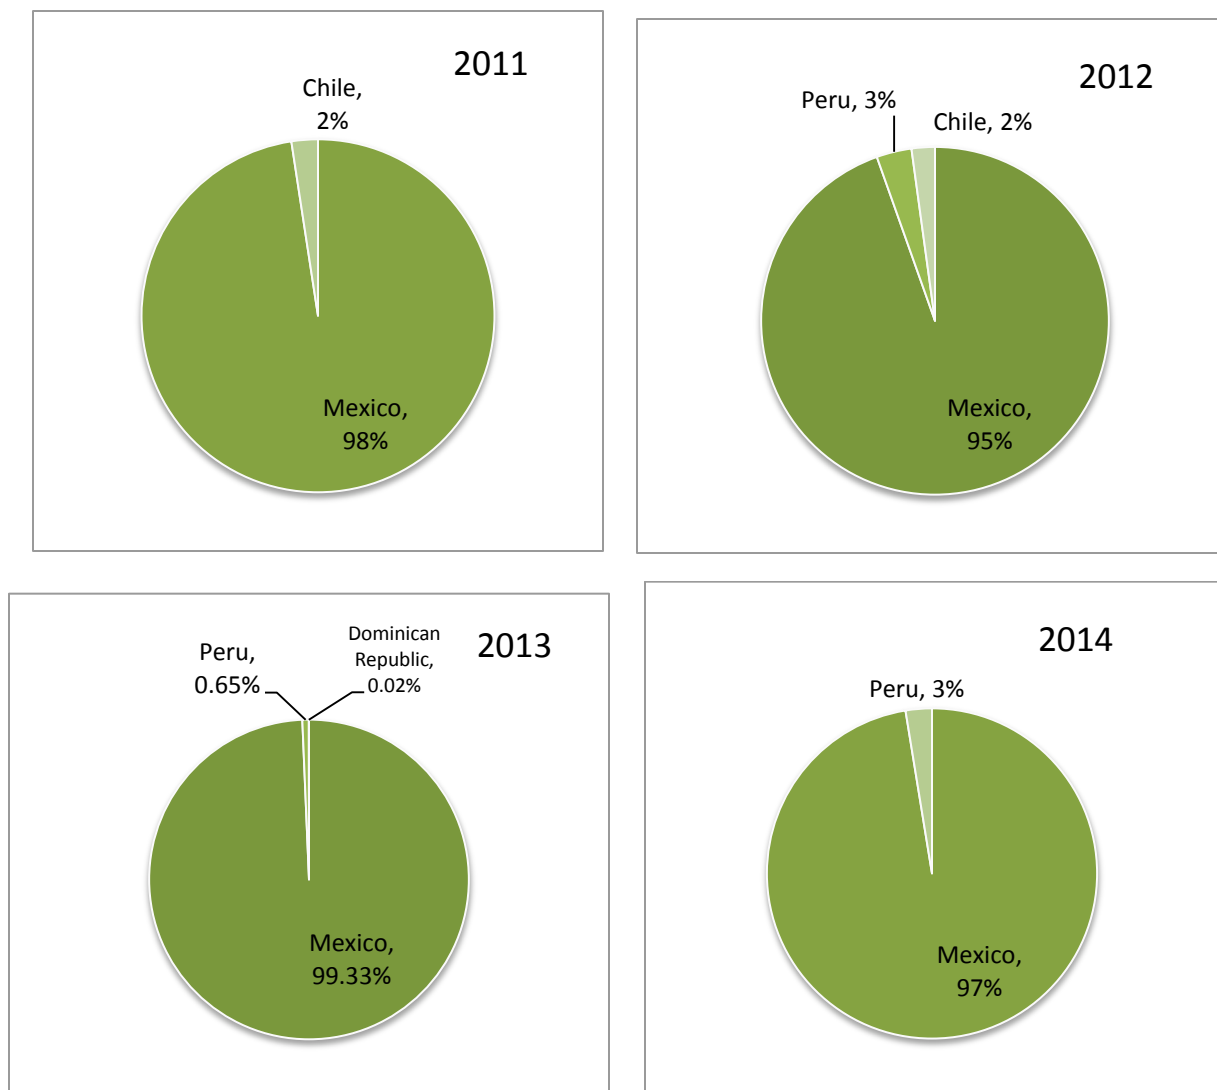 2011
Chile,
2%
Mexico,
98%
2012
Peru, 3%
Chile, 2%
Mexico,
95%
2013
Peru,
0.65%
Dominican
Republic,
0.02%
Mexico,
99.33%
2014
Peru, 3%
Mexico,
97%